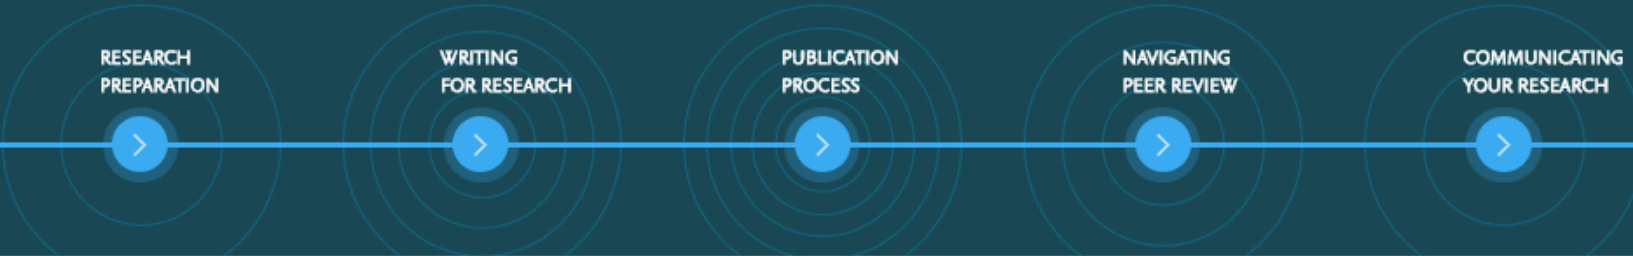 RESEARCH
PREPARATION
WRITING
FOR RESEARCH
PUBLICATION
PROCESS
NAVIGATING
PEER REVIEW
COMMUNICATING
YOUR RESEARCH